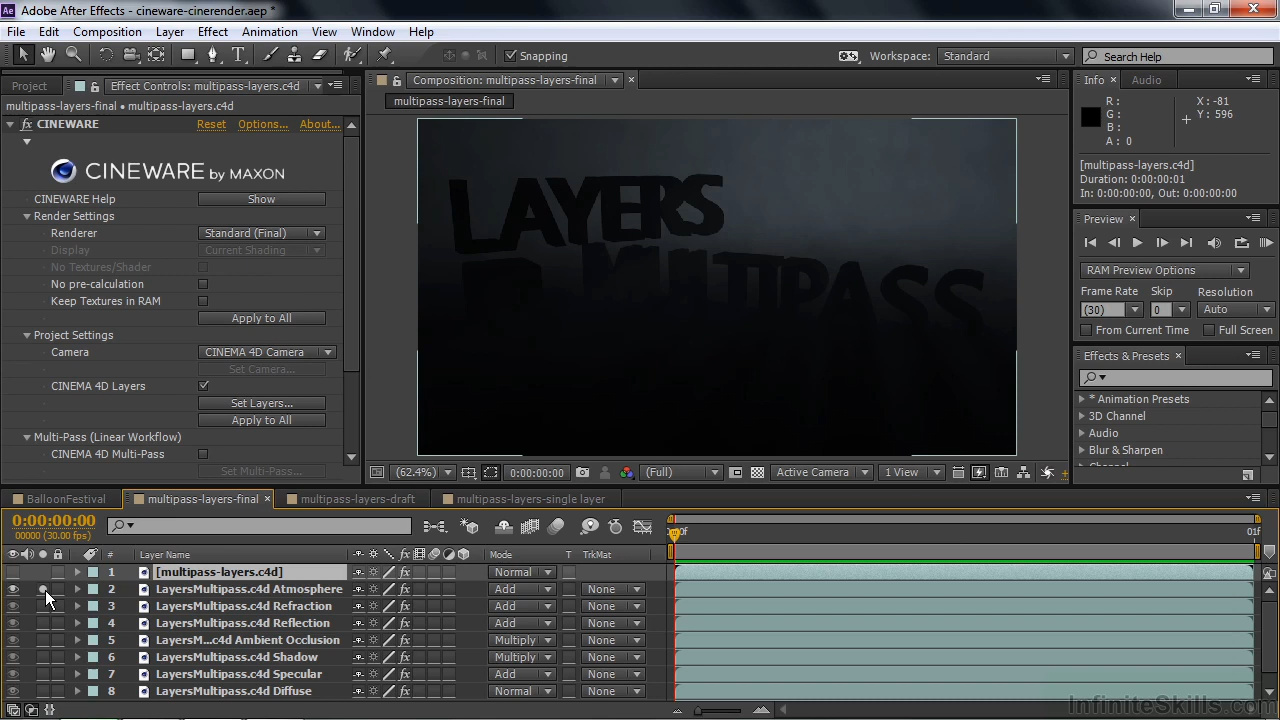 Adobe After Effects - cineware-cinerender.aep *
File Edit Composition Layer Effect Animation View Window Help
Snapping Workspace: Standard Search Help
Project Effect Controls: multipass-layers.c4d Composition: multipass-layers-final Info Audio
multipass-layers-final • multipass-layers.c4d multipass-layers-final
fx CINEWARE Reset Options... About...
R : X : -81
G : Y : 596
B :
A : 0
CINEWARE BY MAXON
[multipass-layers.c4d]
Duration: 0:00:00:01
In: 0:00:00:00, Out: 0:00:00:00
CINEWARE Help Show
Render Settings
Renderer Standard (Final)
Display Current Shading
No Textures/Shader
No pre-calculation
Keep Textures in RAM
Apply to All
Project Settings
Camera CINEMA 4D Camera
Set Camera...
CINEMA 4D Layers
Set Layers...
Apply to All
Multi-Pass (Linear Workflow)
CINEMA 4D Multi-Pass
Set Multi-Pass...
LAYERS
MULTIPASS
Preview
RAM Preview Options
Frame Rate Skip Resolution
(30) 0 Auto
From Current Time Full Screen
Effects & Presets
* Animation Presets
3D Channel
Audio
Blur & Sharpen
Channel
(62.4%) 0:00:00:00 (Full) Active Camera 1 View
BalloonFestival multipass-layers-final multipass-layers-draft multipass-layers-single layer
0:00:00:00
00000 (30.00 fps)
01f
# Layer Name fx Mode T TrkMat
1 [multipass-layers.c4d] fx Normal
2 LayersMultipass.c4d Atmosphere fx Add None
3 LayersMultipass.c4d Refraction fx Add None
4 LayersMultipass.c4d Reflection fx Add None
5 LayersM...c4d Ambient Occlusion fx Multiply None
6 LayersMultipass.c4d Shadow fx Multiply None
7 LayersMultipass.c4d Specular fx Add None
8 LayersMultipass.c4d Diffuse fx Normal None
InfiniteSkills.com